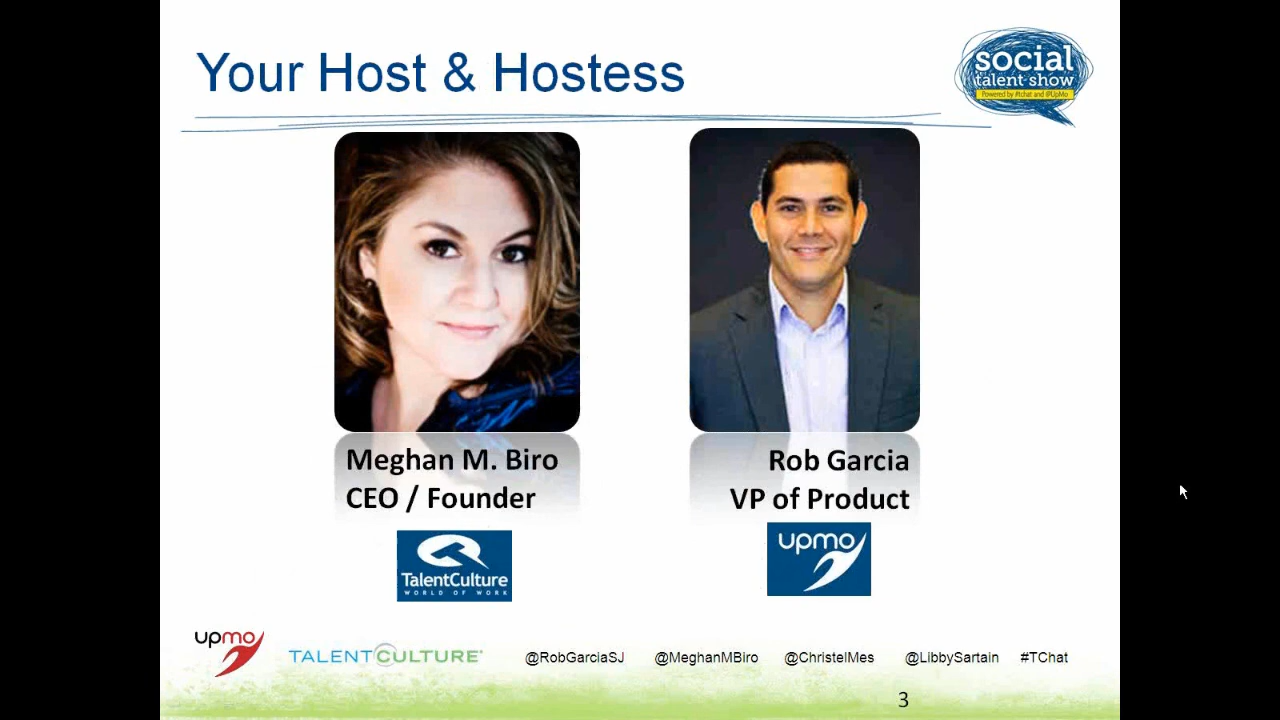 Your Host & Hostess
social
talent show
Powered by #tchat and @UpMo
Meghan M. Biro
CEO / Founder
Rob Garcia
VP of Product
TalentCulture
WORLD OF WORK
upmo
upmo
TALENTCULTURE
@RobGarciaSJ @MeghanMBiro @ChristelMes @LibbySartain #TChat
3